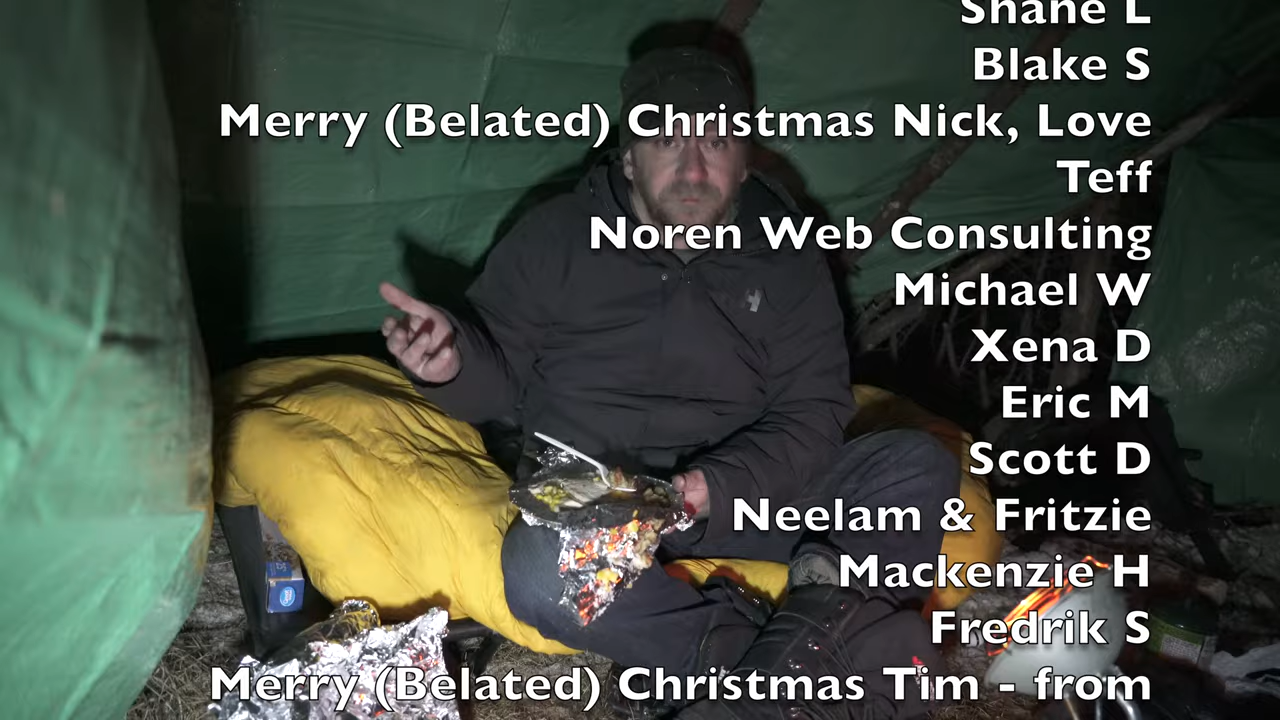 Shane L
Blake S
Merry (Belated) Christmas Nick, Love
Teff
Noren Web Consulting
Michael W
Xena D
Eric M
Scott D
Neelam & Fritzie
Mackenzie H
Fredrik S
Merry (Belated) Christmas Tim - from